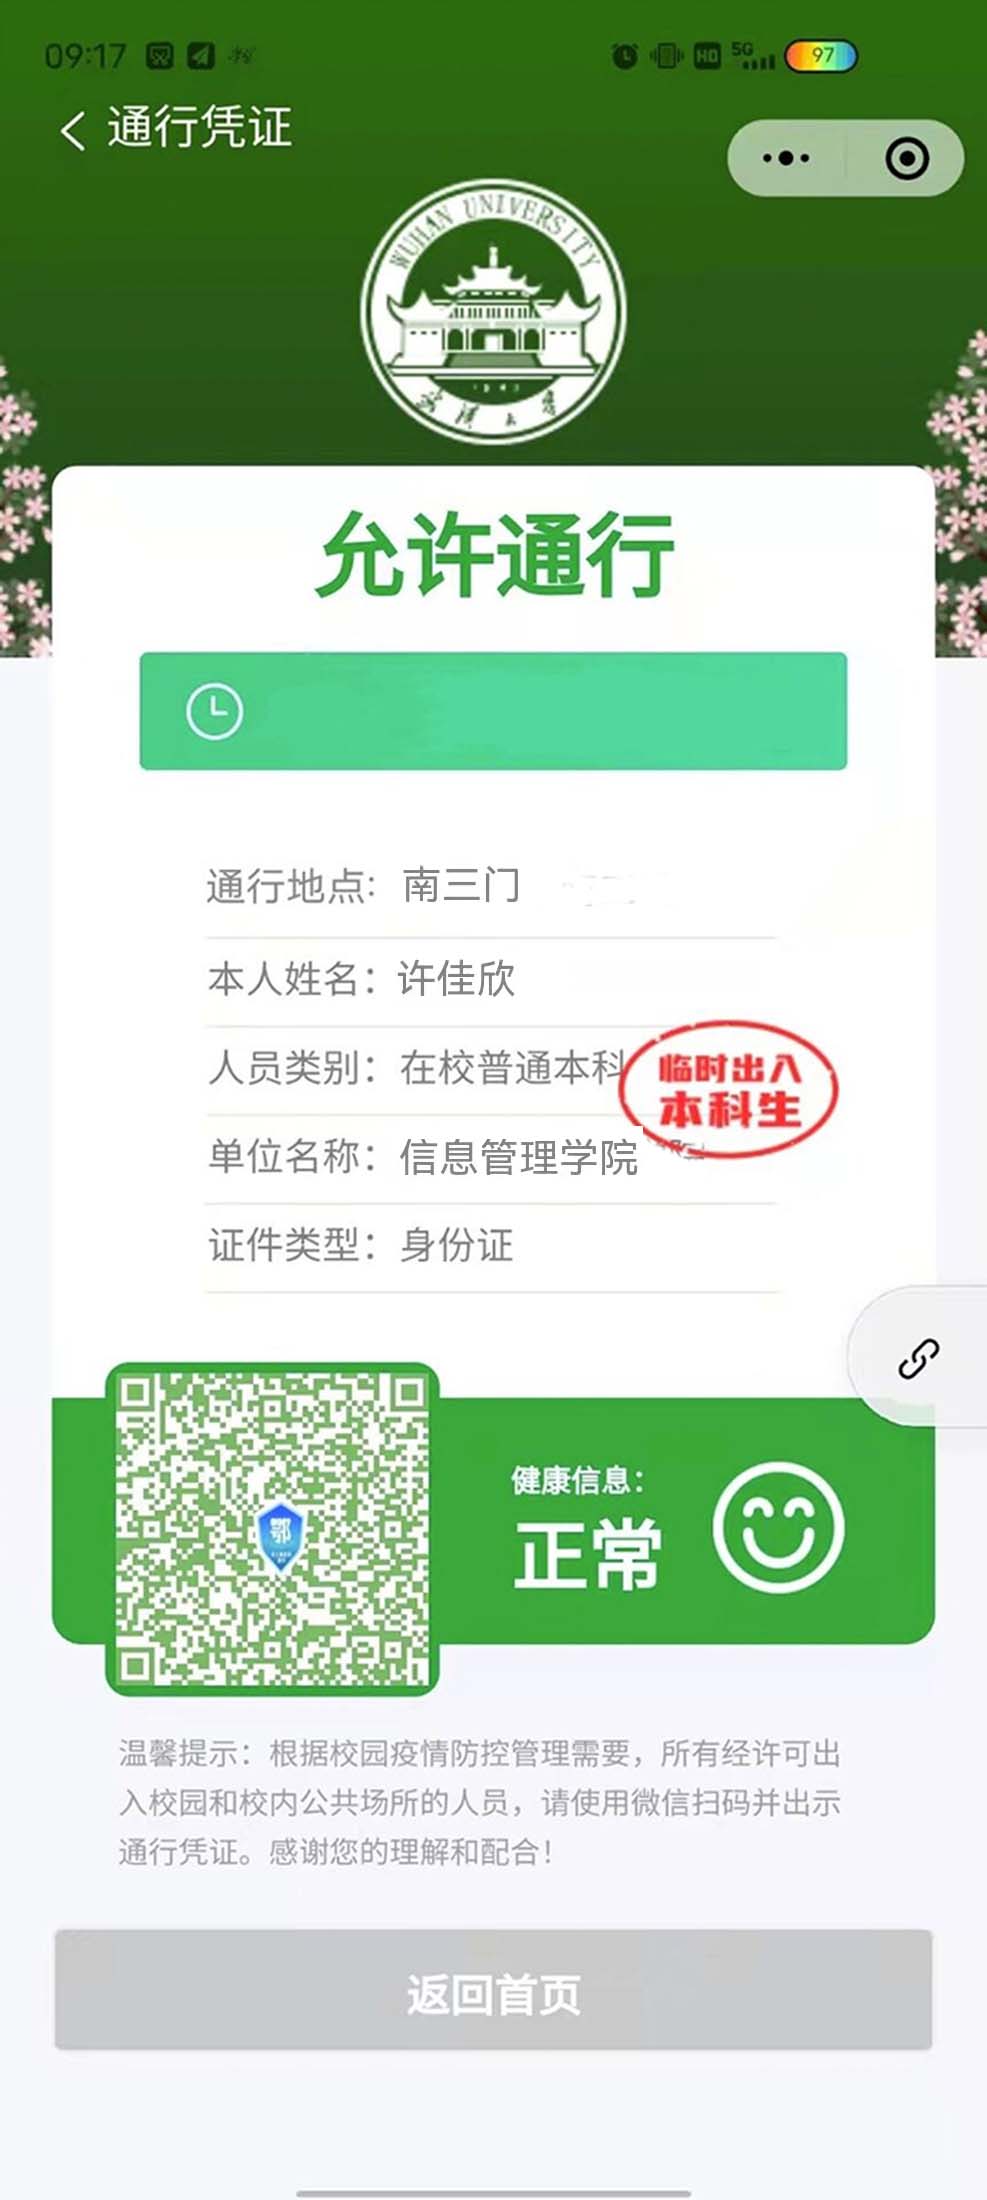 09:17
HD 5G 97
通行凭证
WUHAN UNIVERSITY
武汉大学
允许通行
通行地点: 南三门
本人姓名：许佳欣
人员类别：在校普通本科
临时出入
本科生
单位名称：信息管理学院
证件类型：身份证
鄂
健康信息：
正常
温馨提示：根据校园疫情防控管理需要，所有经许可出
入校园和校内公共场所的人员，请使用微信扫码并出示
通行凭证。感谢您的理解和配合！
返回首页